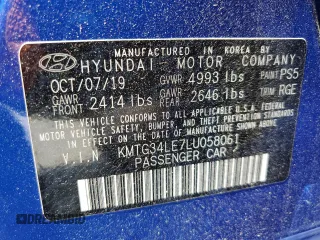 MANUFACTURED IN KOREA BY
HYUNDAI MOTOR COMPANY
OCT/07/19 GVWR 4993 lbs PAINT PS5
GAWR FRONT 2414 lbs GAWR REAR 2646 lbs TRIM RGE
THIS VEHICLE CONFORMS TO ALL APPLICABLE U.S.A. FEDERAL
MOTOR VEHICLE SAFETY, BUMPER, AND THEFT PREVENTION
STANDARDS IN EFFECT ON THE DATE OF MANUFACTURE SHOWN ABOVE.
V.I.N KMTG34LE7LU058061
PASSENGER CAR